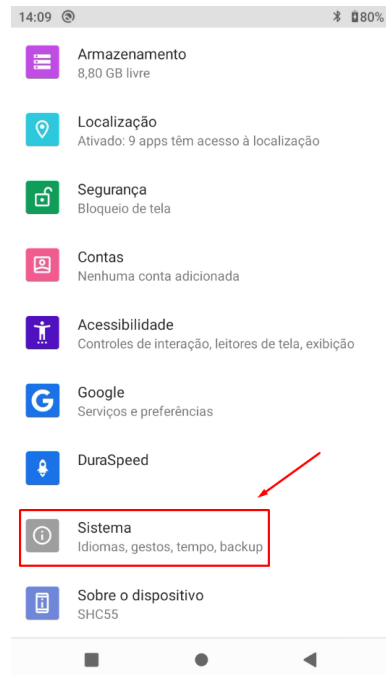 14:09 80%
Armazenamento
8,80 GB livre
Localização
Ativado: 9 apps têm acesso à localização
Segurança
Bloqueio de tela
Contas
Nenhuma conta adicionada
Acessibilidade
Controles de interação, leitores de tela, exibição
G Google
Serviços e preferências
DuraSpeed
Sistema
Idiomas, gestos, tempo, backup
Sobre o dispositivo
SHC55